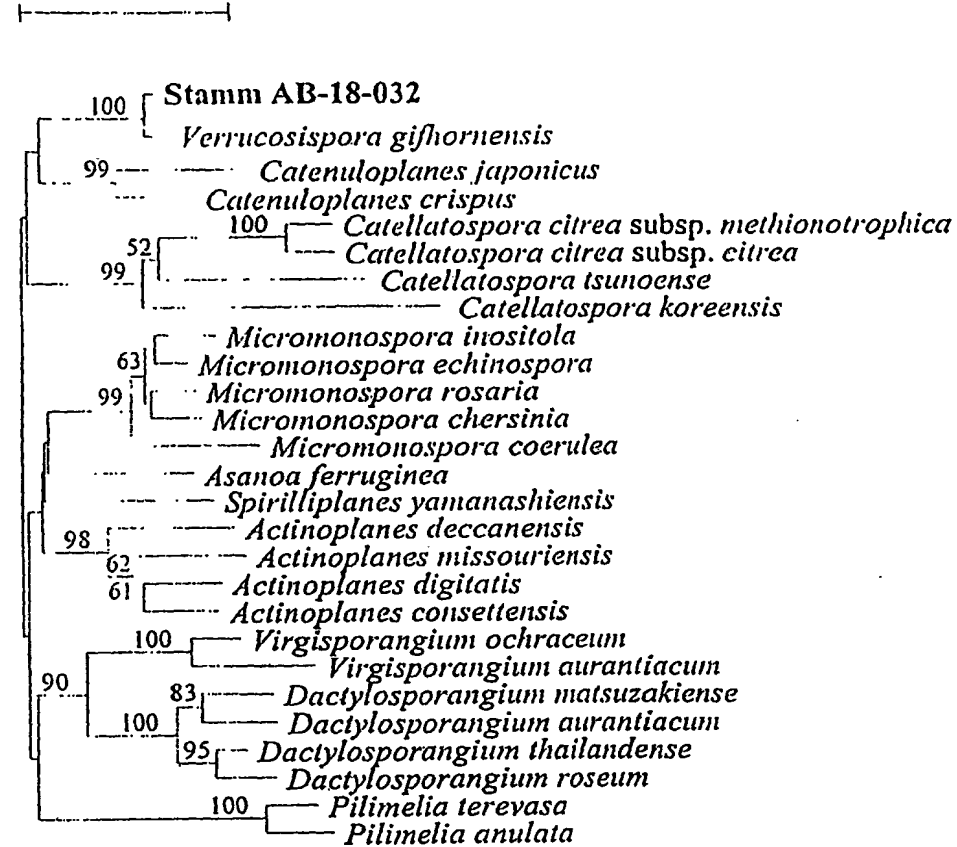 100 Stamm AB-18-032
Verrucosispora gifhornensis
99 Catenuloplanes japonicus
Catenuloplanes crispus
100 Catellatospora citrea subsp. methionotrophica
52 Catellatospora citrea subsp. citrea
99 Catellatospora tsunoense
Catellatospora koreensis
Micromonospora inositola
63 Micromonospora echinospora
99 Micromonospora rosaria
Micromonospora chersinia
Micromonospora coerulea
Asanoa ferruginea
Spirilliplanes yamanashiensis
98 Actinoplanes deccanensis
62 Actinoplanes missouriensis
61 Actinoplanes digitatis
Actinoplanes consettensis
100 Virgisporangium ochraceum
Virgisporangium aurantiacum
90 83 Dactylosporangium matsuzakiense
100 Dactylosporangium aurantiacum
95 Dactylosporangium thailandense
Dactylosporangium roseum
100 Pilimelia terevasa
Pilimelia anulata